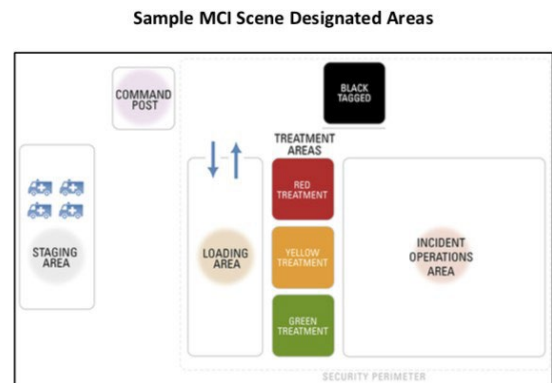 Sample MCI Scene Designated Areas
COMMAND
POST
BLACK
TAGGED
TREATMENT
AREAS
RED
TREATMENT
STAGING
AREA
LOADING
AREA
YELLOW
TREATMENT
INCIDENT
OPERATIONS
AREA
GREEN
TREATMENT
SECURITY PERIMETER